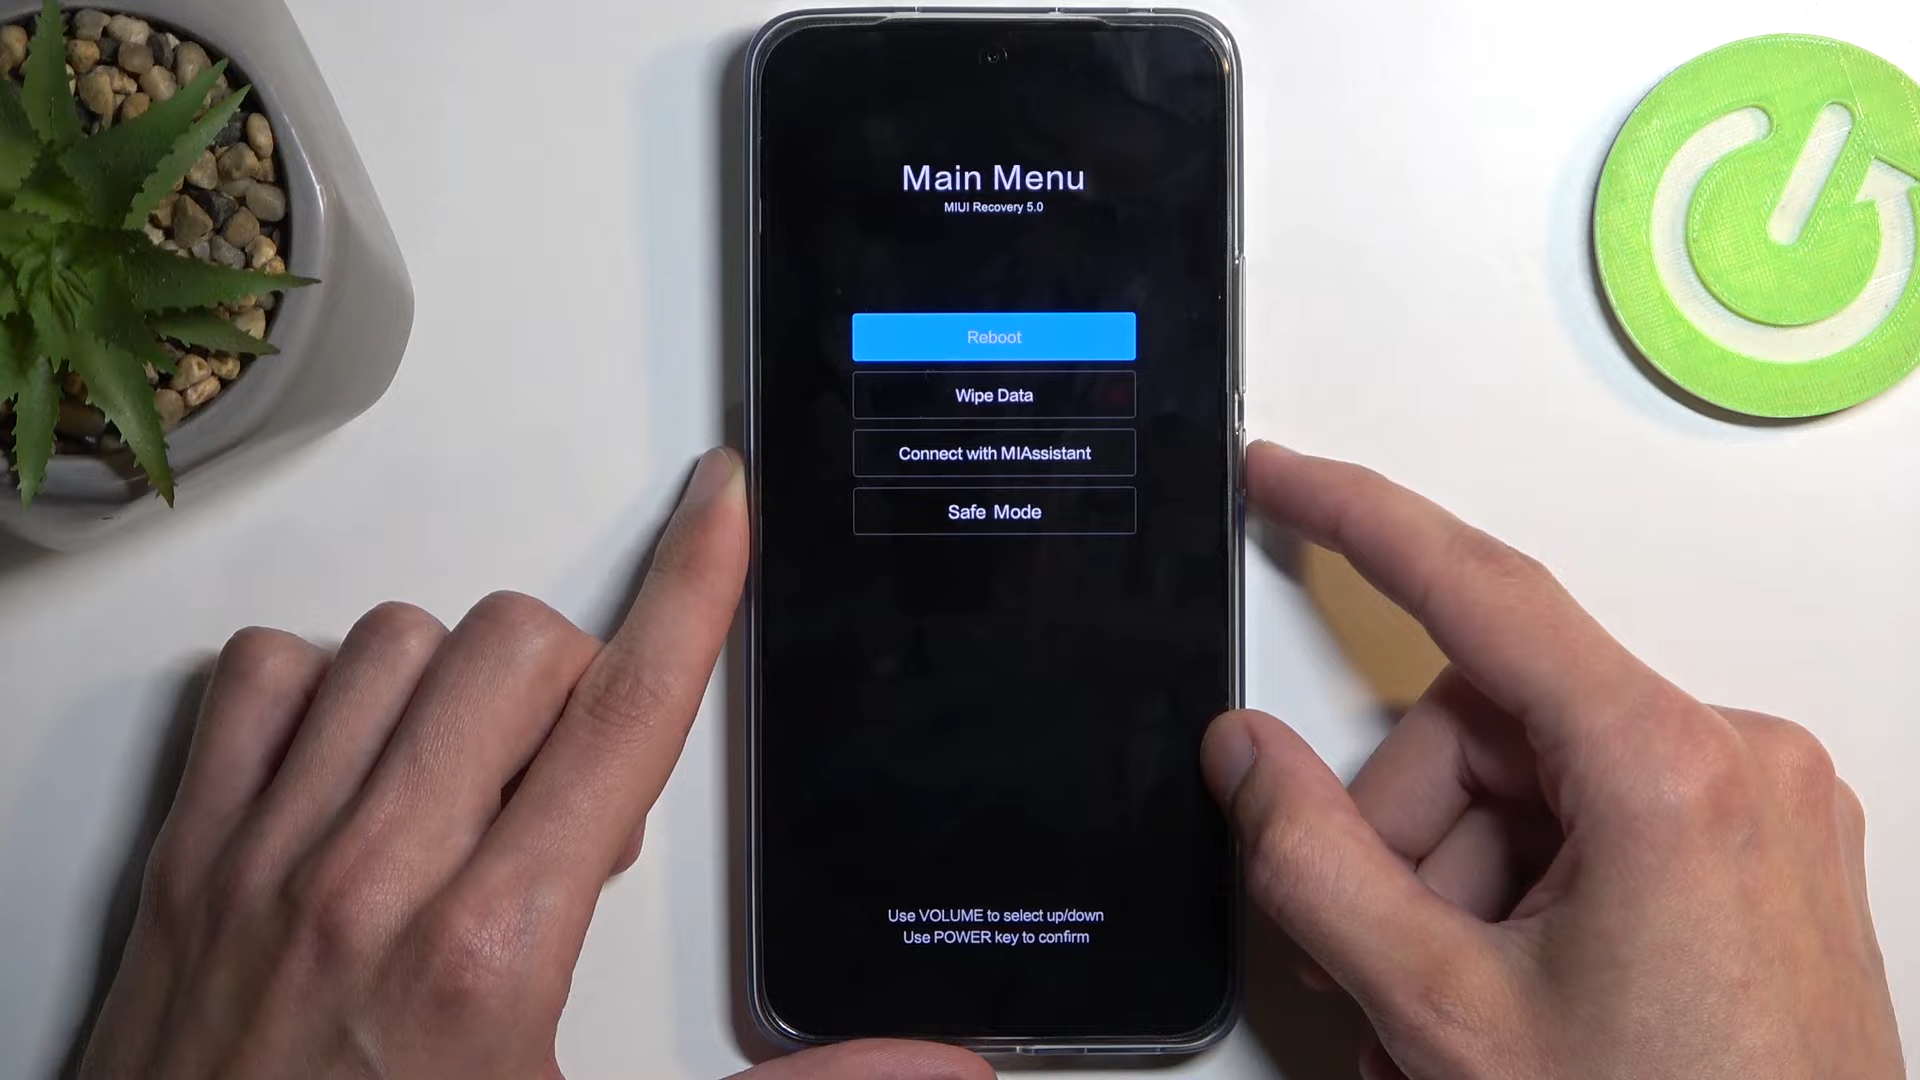 Main Menu
MIUI Recovery 5.0
Reboot
Wipe Data
Connect with MIAssistant
Safe Mode
Use VOLUME to select up/down
Use POWER key to confirm